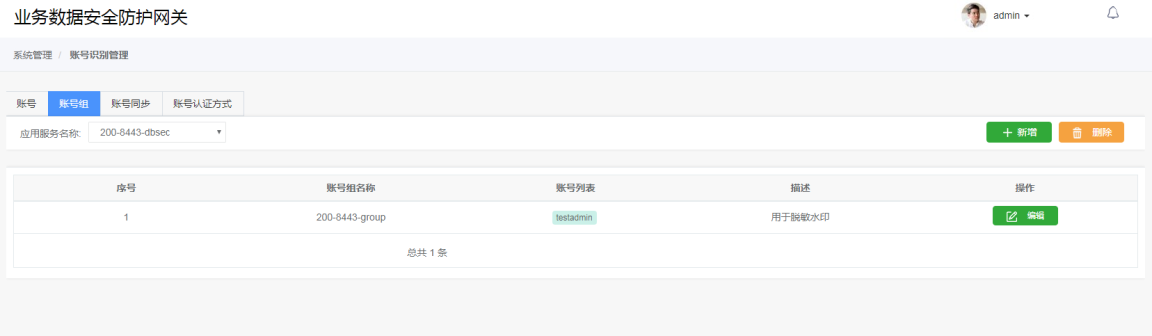 业务数据安全防护网关
admin
系统管理 / 账号识别管理
账号 账号组 账号同步 账号认证方式
应用服务名称: 200-8443-dbsec 新增 删除
序号 账号组名称 账号列表 描述 操作
1 200-8443-group testadmin 用于脱敏水印 编辑
总共 1 条